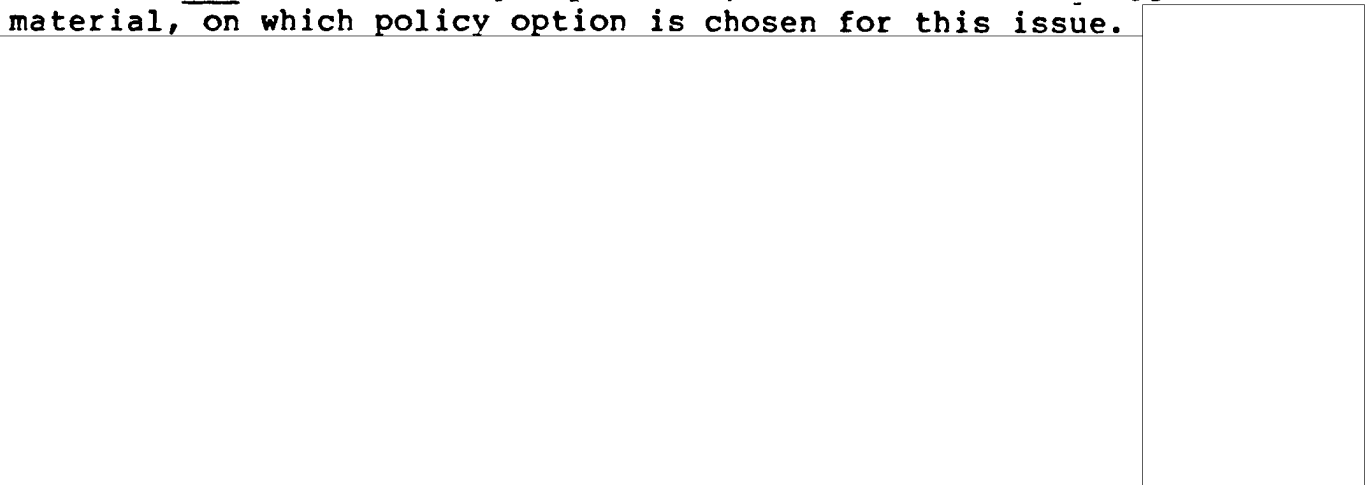 material, on which policy option is chosen for this issue.